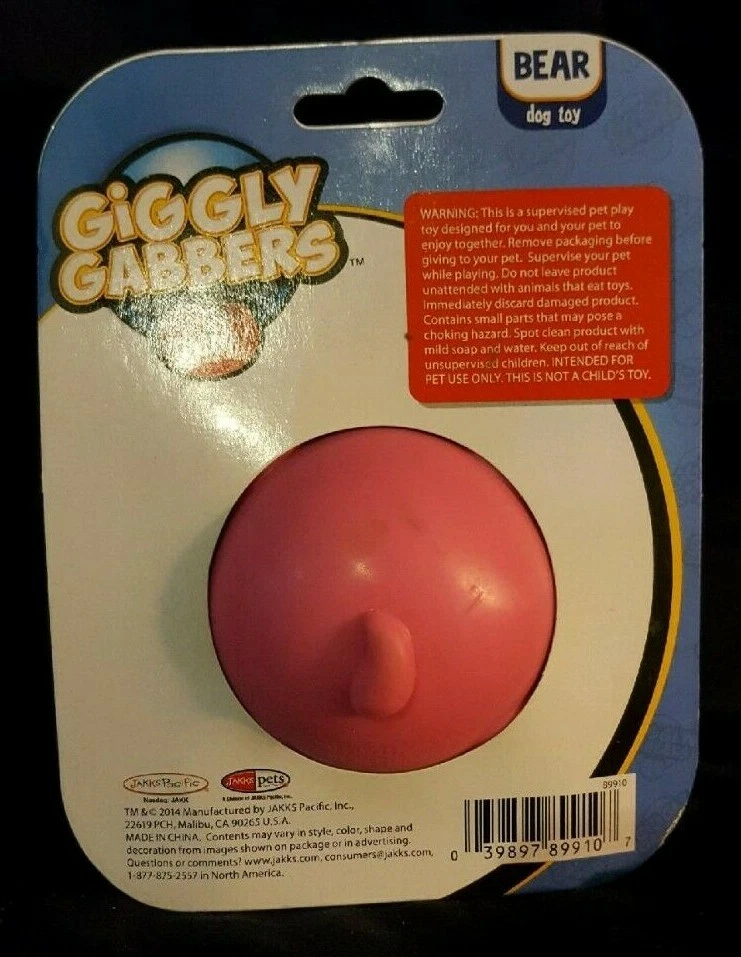 BEAR
dog toy
GiGGLY
GABBERS
TM
WARNING: This is a supervised pet play
toy designed for you and your pet to
enjoy together. Remove packaging before
giving to your pet. Supervise your pet
while playing. Do not leave product
unattended with animals that eat toys.
Immediately discard damaged product.
Contains small parts that may pose a
choking hazard. Spot clean product with
mild soap and water. Keep out of reach of
unsupervised children. INTENDED FOR
PET USE ONLY. THIS IS NOT A CHILD'S TOY.
JAKKS Pacific
Nasdaq: JAKK
JAKKS pets
A Division of JAKKS Pacific, Inc.
TM & © 2014 Manufactured by JAKKS Pacific, Inc.,
22619 PCH, Malibu, CA 90265 U.S.A.
MADE IN CHINA. Contents may vary in style, color, shape and
decoration from images shown on package or in advertising.
Questions or comments? www.jakks.com, consumers@jakks.com,
1-877-875-2557 in North America.
89910
0 39897 89910 7